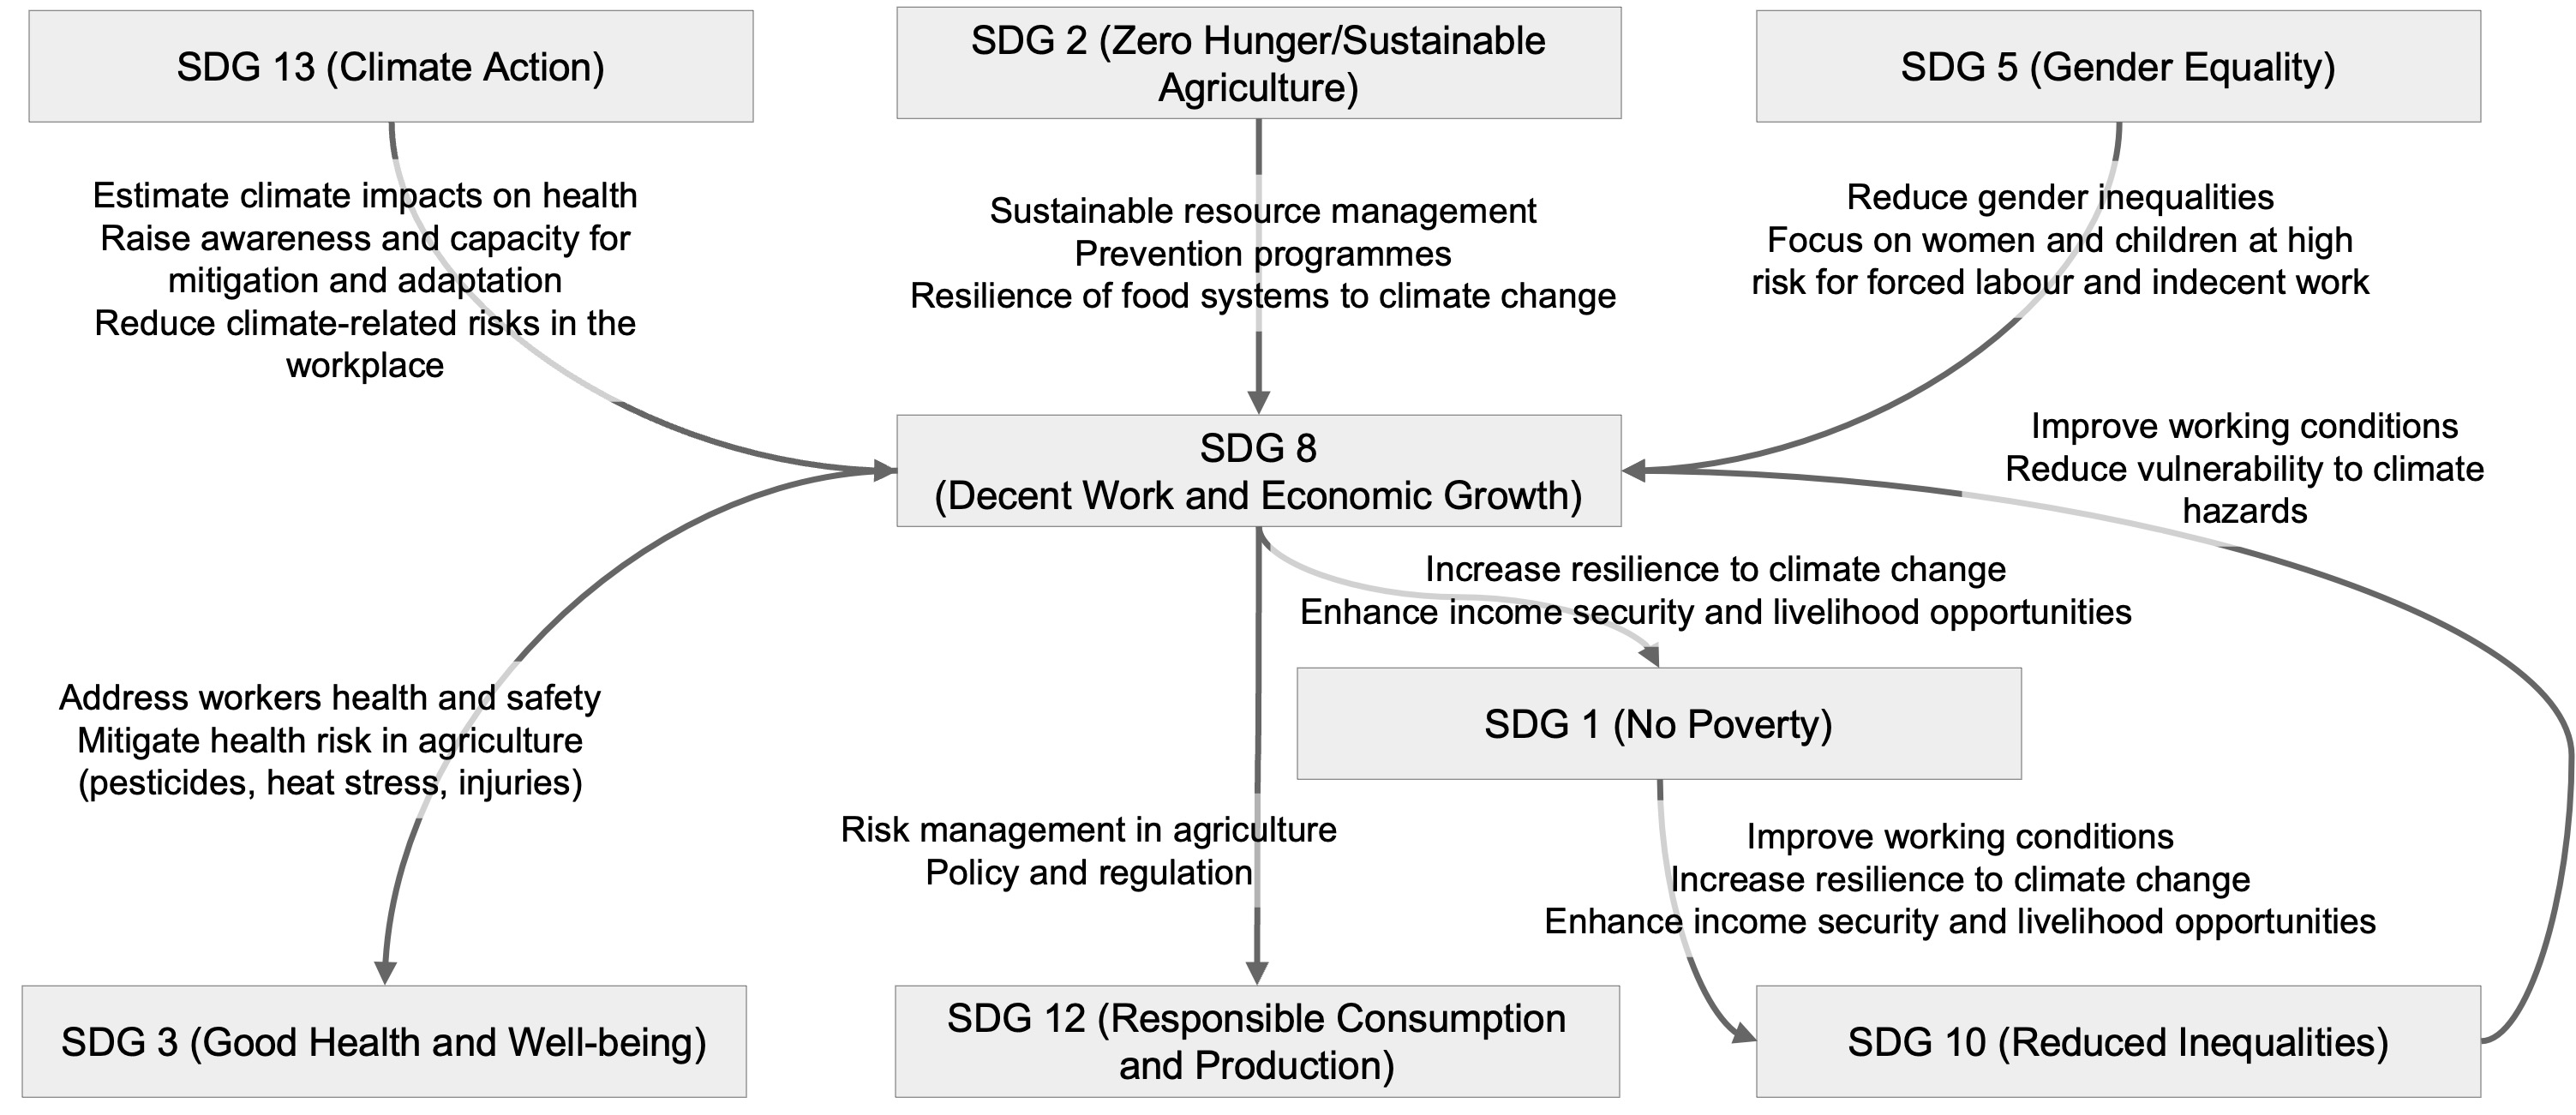 SDG 13 (Climate Action)
SDG 2 (Zero Hunger/Sustainable
Agriculture)
SDG 5 (Gender Equality)
Estimate climate impacts on health
Raise awareness and capacity for
mitigation and adaptation
Reduce climate-related risks in the
workplace
Sustainable resource management
Prevention programmes
Resilience of food systems to climate change
Reduce gender inequalities
Focus on women and children at high
risk for forced labour and indecent work
SDG 8
(Decent Work and Economic Growth)
Improve working conditions
Reduce vulnerability to climate
hazards
Increase resilience to climate change
Enhance income security and livelihood opportunities
Address workers health and safety
Mitigate health risk in agriculture
(pesticides, heat stress, injuries)
SDG 1 (No Poverty)
Risk management in agriculture
Policy and regulation
Improve working conditions
Increase resilience to climate change
Enhance income security and livelihood opportunities
SDG 3 (Good Health and Well-being)
SDG 12 (Responsible Consumption
and Production)
SDG 10 (Reduced Inequalities)